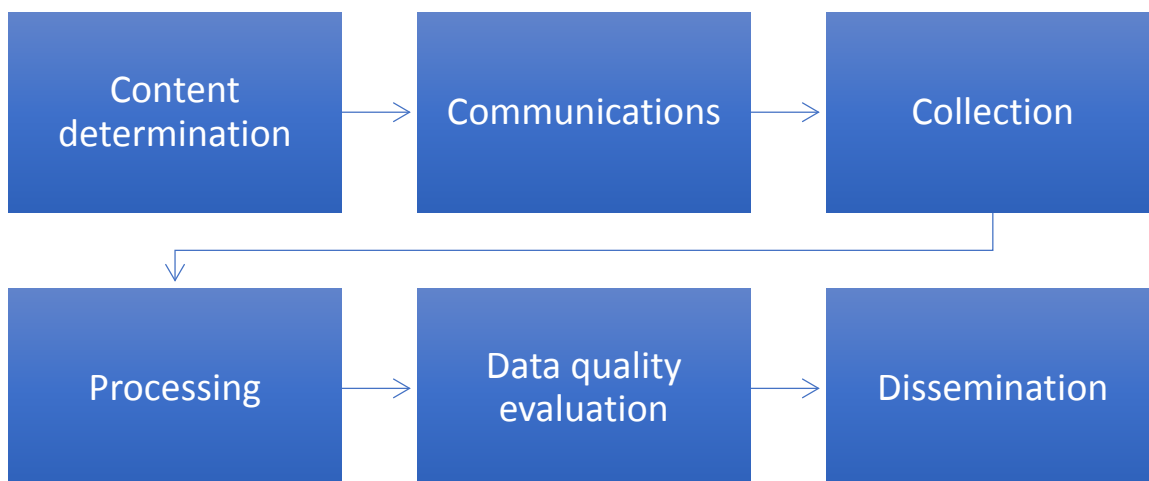 Content
determination
Communications
Collection
Processing
Data quality
evaluation
Dissemination